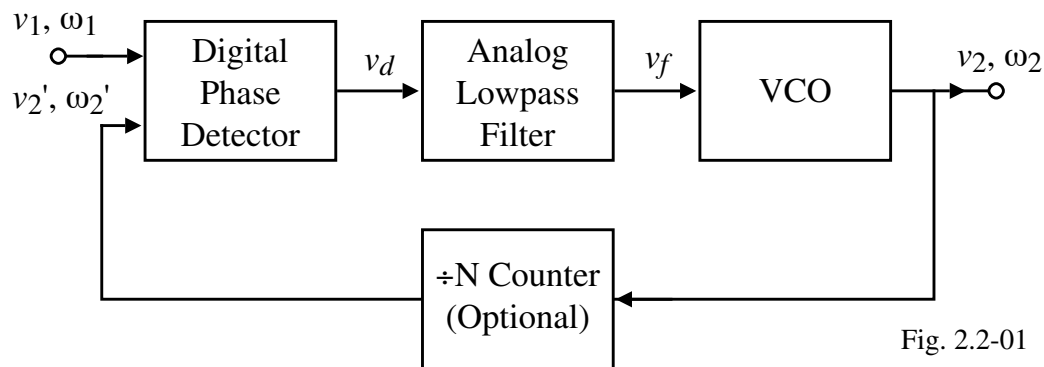 v1, ω1
v2', ω2'
Digital
Phase
Detector
vd
Analog
Lowpass
Filter
vf
VCO
v2, ω2
÷N Counter
(Optional)
Fig. 2.2-01